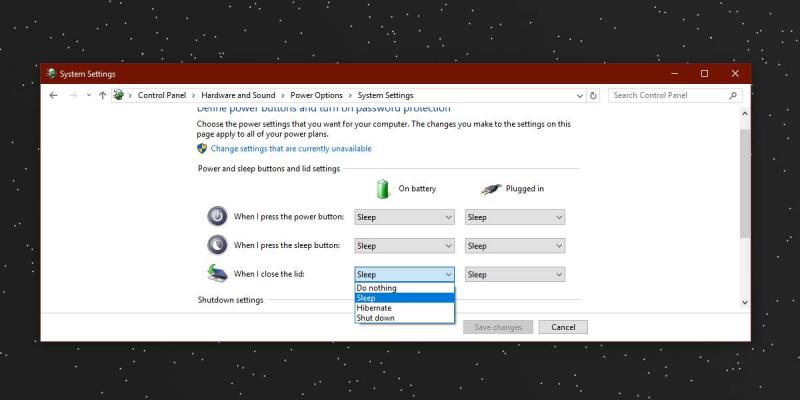 System Settings
Control Panel > Hardware and Sound > Power Options > System Settings
Search Control Panel
Define power buttons and turn on password protection
Choose the power settings that you want for your computer. The changes you make to the settings on this
page apply to all of your power plans.
Change settings that are currently unavailable
Power and sleep buttons and lid settings
On battery Plugged in
When I press the power button: Sleep Sleep
When I press the sleep button: Sleep Sleep
When I close the lid: Sleep Sleep
Do nothing
Sleep
Hibernate
Shut down
Shutdown settings
Save changes Cancel